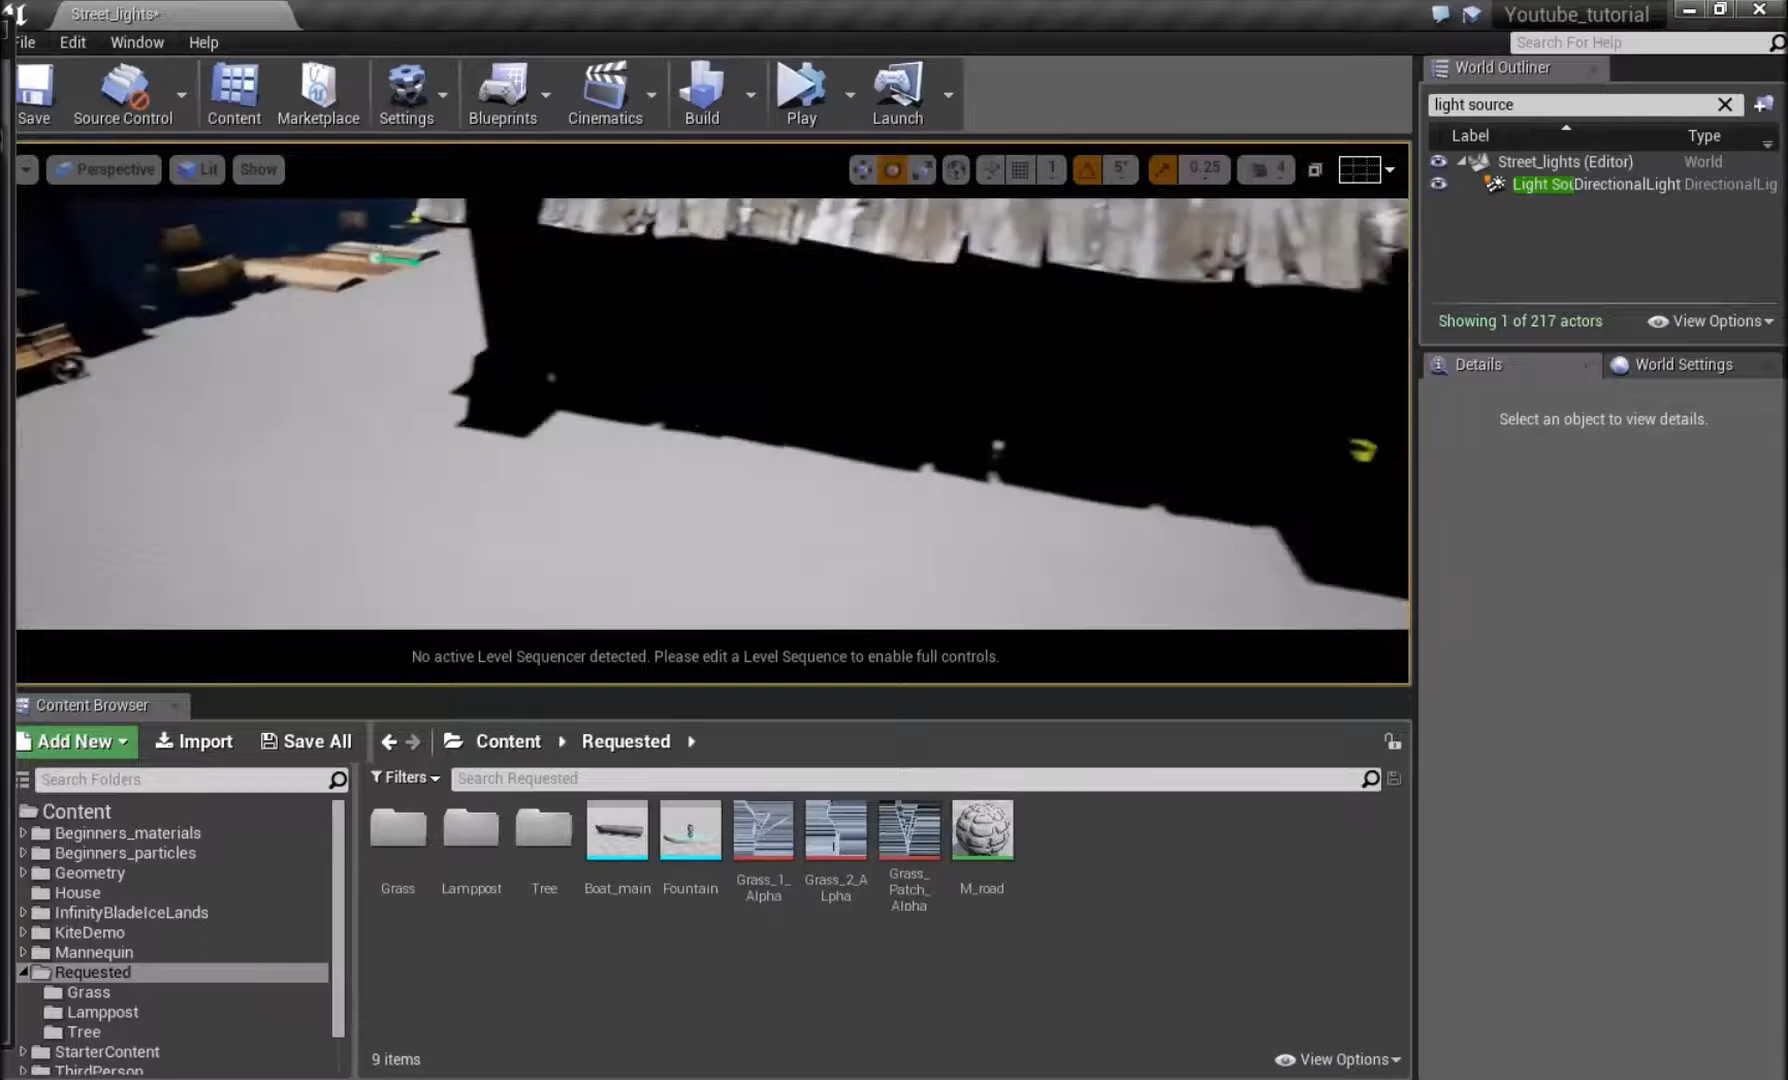 Street_lights*
Youtube_tutorial
File Edit Window Help
Search For Help
Save Source Control Content Marketplace Settings Blueprints Cinematics Build Play Launch
World Outliner
light source
Label Type
Street_lights (Editor) World
Light Sou DirectionalLight DirectionalLig
Showing 1 of 217 actors View Options
Perspective Lit Show 1 5° 0.25 4
Details World Settings
Select an object to view details.
No active Level Sequencer detected. Please edit a Level Sequence to enable full controls.
Content Browser
Add New Import Save All Content Requested
Search Folders
Filters Search Requested
Content
Beginners_materials
Beginners_particles
Geometry
House
InfinityBladeIceLands
KiteDemo
Mannequin
Requested
Grass
Lamppost
Tree
StarterContent
ThirdPerson
Grass Lamppost Tree Boat_main Fountain
Grass_1_
Alpha
Grass_2_A
Lpha
Grass_
Patch_
Alpha
M_road
9 items View Options